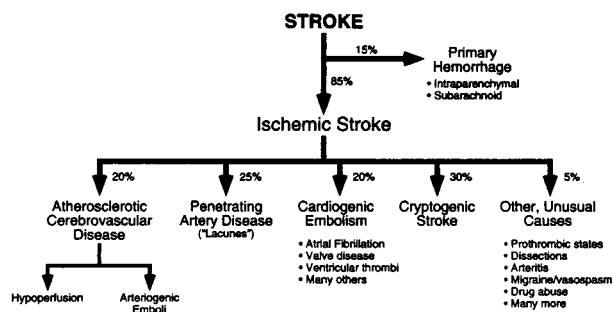 STROKE
15%
Primary
Hemorrhage
• Intraparenchymal
• Subarachnoid
85%
Ischemic Stroke
20%
25%
20%
30%
5%
Atherosclerotic
Cerebrovascular
Disease
Penetrating
Artery Disease
("Lacunes")
Cardiogenic
Embolism
• Atrial Fibrillation
• Valve disease
• Ventricular thrombi
• Many others
Cryptogenic
Stroke
Other, Unusual
Causes
• Prothrombic states
• Dissections
• Arteritis
• Migraine/vasospasm
• Drug abuse
• Many more
Hypoperfusion
Arteriogenic
Emboli